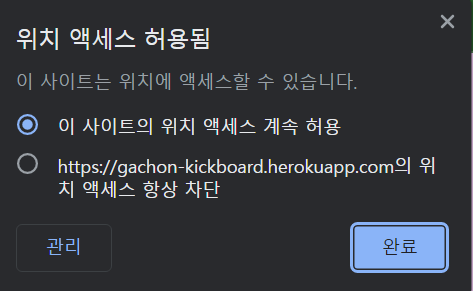 위치 액세스 허용됨
이 사이트는 위치에 액세스할 수 있습니다.
이 사이트의 위치 액세스 계속 허용
https://gachon-kickboard.herokuapp.com의 위
치 액세스 항상 차단
관리
완료